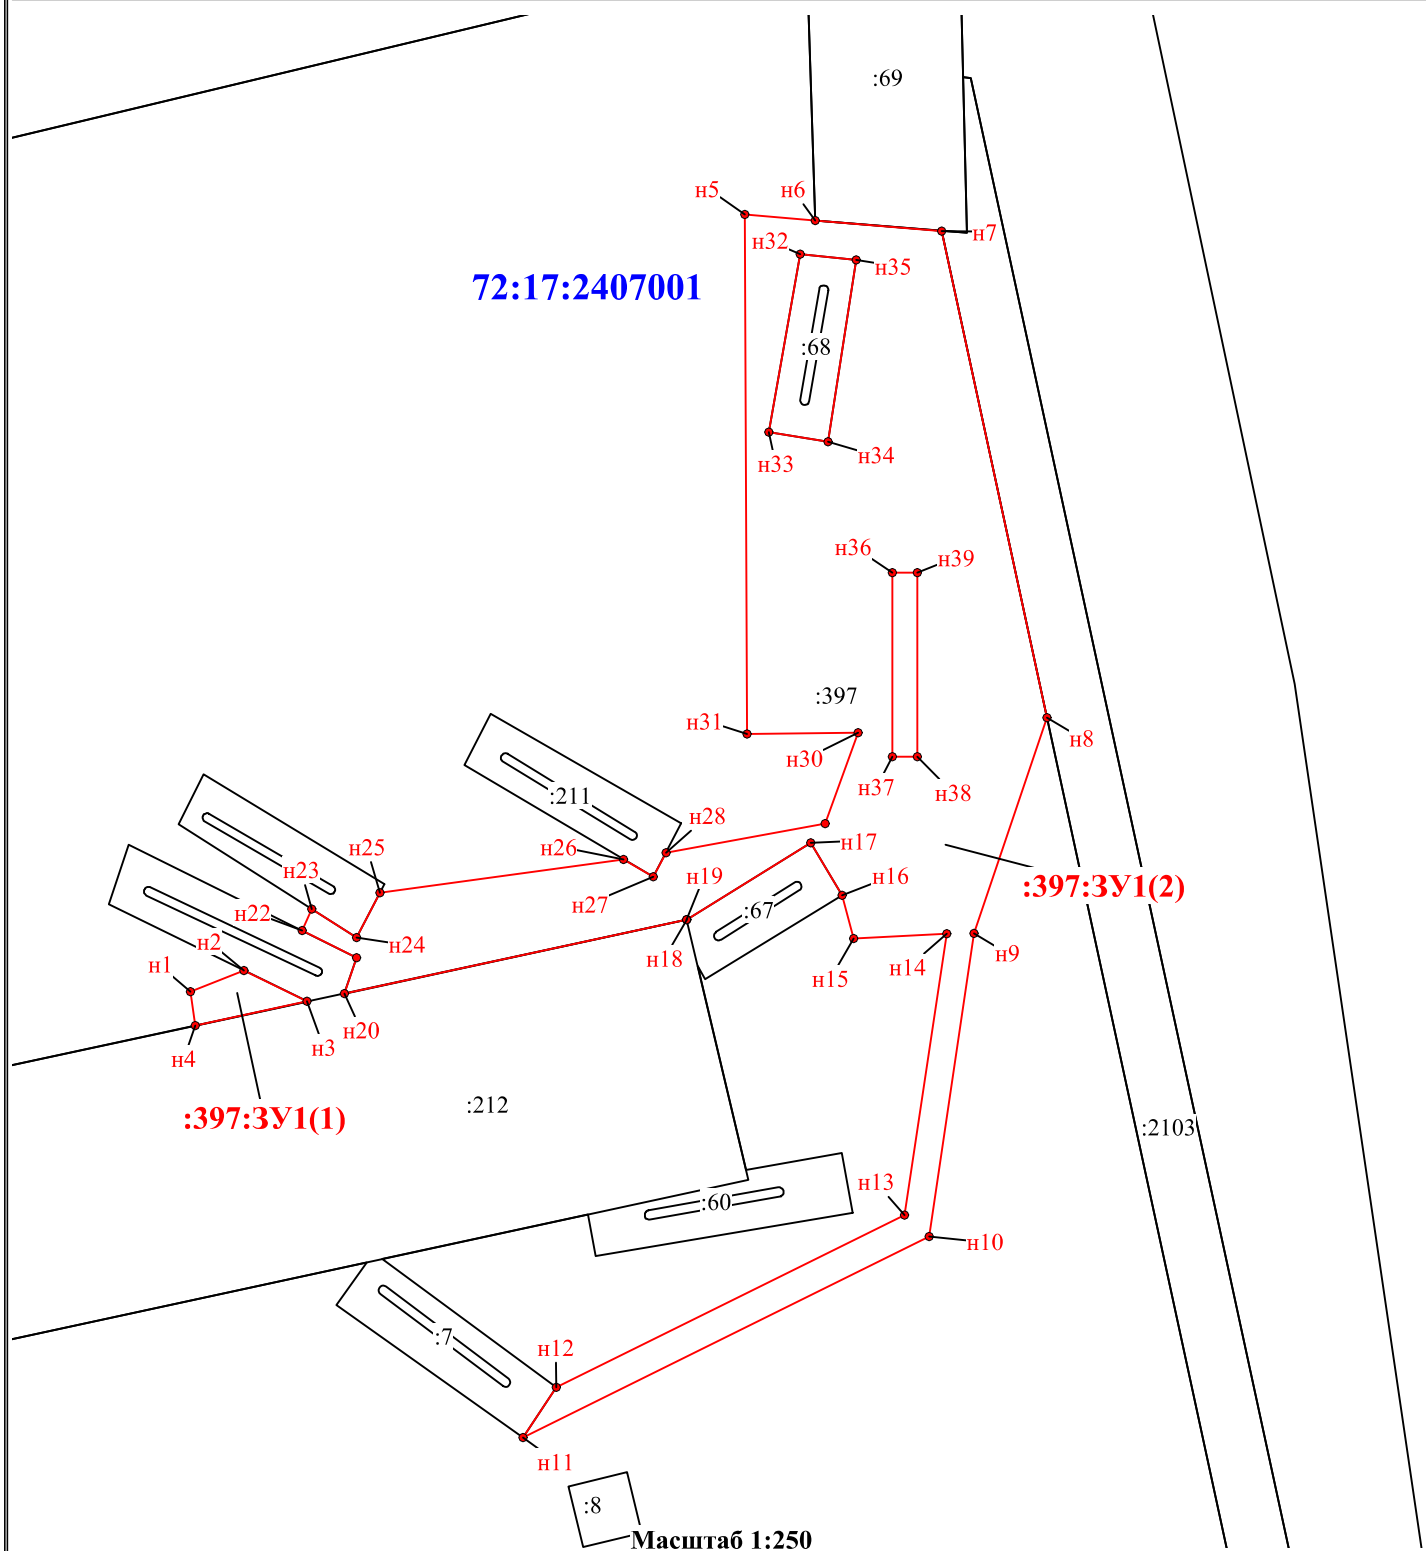 :69
н5
н6
н7
н32
н35
72:17:2407001
:68
н33
н34
н36
н39
:397
н31
н30
н8
н37
н38
:211
н28
н26
н17
н25
н23
н27
н19
н16
:397:ЗУ1(2)
:67
н22
н24
н2
н18
н14
н9
н1
н15
н20
н3
н4
:397:ЗУ1(1)
:212
:2103
н13
:60
н10
:7
н12
н11
:8
Масштаб 1:250